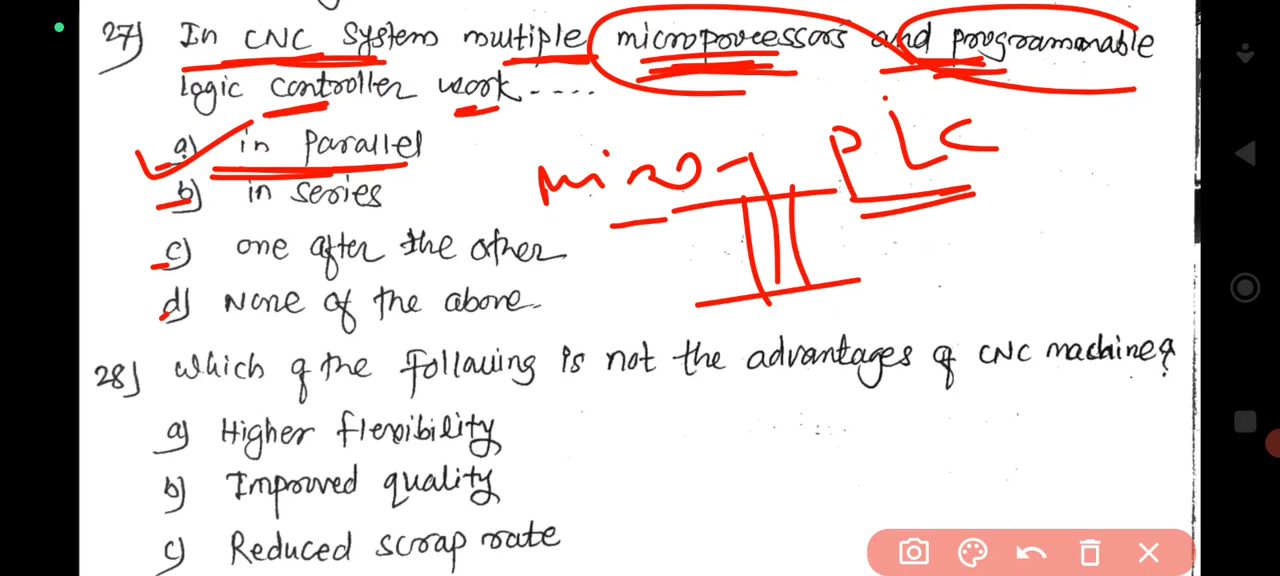 27) In CNC System multiple microprocessors and programmable
logic controller work.....
a) in parallel
micro - PLC
b) in series
c) one after the other
d) None of the above.
28) which of the following is not the advantages of CNC machine?
a) Higher flexibility
b) Improved quality
c) Reduced scrap rate